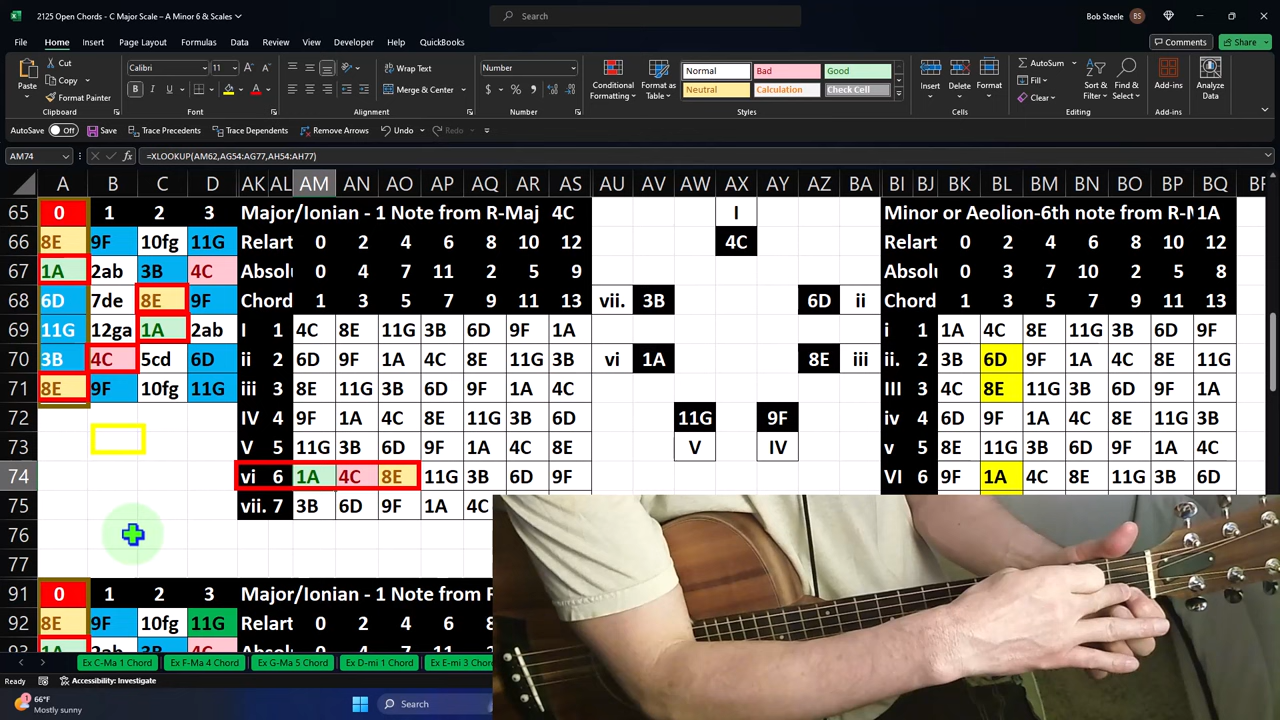 2125 Open Chords - C Major Scale – A Minor 6 & Scales
Search
Bob Steele BS
File Home Insert Page Layout Formulas Data Review View Developer Help QuickBooks Comments Share
Paste Cut Copy Format Painter Clipboard
Calibri 11 B I U Font
Wrap Text Merge & Center Alignment
Number $ % Number
Conditional Formatting Format as Table Normal Bad Good Neutral Calculation Check Cell Styles
Insert Delete Format Cells
AutoSum Fill Clear Sort & Filter Find & Select Editing
Add-ins Add-ins Analyze Data
AutoSave Off Save Trace Precedents Trace Dependents Remove Arrows Undo Redo
AM74 fx =XLOOKUP(AM62,AG54:AG77,AH54:AH77)
A B C D AK AL AM AN AO AP AQ AR AS AU AV AW AX AY AZ BA BI BJ BK BL BM BN BO BP BQ
65 0 1 2 3 Major/Ionian - 1 Note from R-Maj 4C I Minor or Aeolion-6th note from R-M 1A
66 8E 9F 10fg 11G Relart 0 2 4 6 8 10 12 4C Relart 0 2 4 6 8 10 12
67 1A 2ab 3B 4C Absol 0 4 7 11 2 5 9 Absol 0 3 7 10 2 5 8
68 6D 7de 8E 9F Chord 1 3 5 7 9 11 13 vii. 3B 6D ii Chord 1 3 5 7 9 11 13
69 11G 12ga 1A 2ab I 1 4C 8E 11G 3B 6D 9F 1A i 1 1A 4C 8E 11G 3B 6D 9F
70 3B 4C 5cd 6D ii 2 6D 9F 1A 4C 8E 11G 3B vi 1A 8E iii ii. 2 3B 6D 9F 1A 4C 8E 11G
71 8E 9F 10fg 11G iii 3 8E 11G 3B 6D 9F 1A 4C III 3 4C 8E 11G 3B 6D 9F 1A
72 IV 4 9F 1A 4C 8E 11G 3B 6D 11G 9F iv 4 6D 9F 1A 4C 8E 11G 3B
73 V 5 11G 3B 6D 9F 1A 4C 8E V IV v 5 8E 11G 3B 6D 9F 1A 4C
74 vi 6 1A 4C 8E 11G 3B 6D 9F VI 6 9F 1A 4C 8E 11G 3B 6D
75 vii. 7 3B 6D 9F 1A 4C
76
77
91 0 1 2 3 Major/Ionian - 1 Note from R
92 8E 9F 10fg 11G Relart 0 2 4 6
93 1A 2ab 3B 4C
Ex C-Ma 1 Chord Ex F-Ma 4 Chord Ex G-Ma 5 Chord Ex D-mi 1 Chord Ex E-mi 3
Ready Accessibility: Investigate
66°F
Mostly sunny
Search